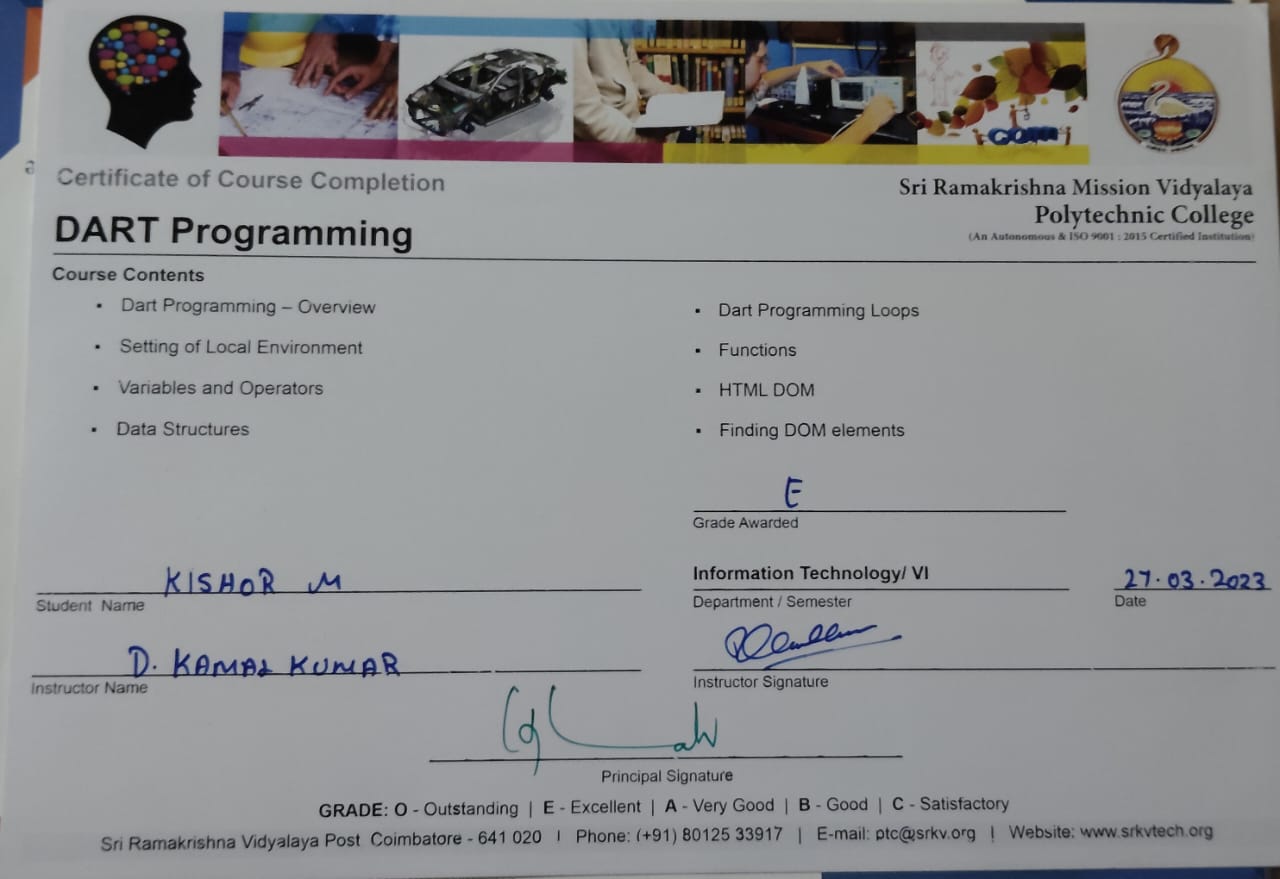 Certificate of Course Completion
Sri Ramakrishna Mission Vidyalaya
Polytechnic College
(An Autonomous & ISO 9001 : 2015 Certified Institution)
DART Programming
Course Contents
▪ Dart Programming – Overview
▪ Setting of Local Environment
▪ Variables and Operators
▪ Data Structures
▪ Dart Programming Loops
▪ Functions
▪ HTML DOM
▪ Finding DOM elements
E
Grade Awarded
KISHOR M
Student Name
Information Technology/ VI
Department / Semester
27.03.2023
Date
D. KAMAL KUMAR
Instructor Name
Instructor Signature
Principal Signature
GRADE: O - Outstanding | E - Excellent | A - Very Good | B - Good | C - Satisfactory
Sri Ramakrishna Vidyalaya Post Coimbatore - 641 020 | Phone: (+91) 80125 33917 | E-mail: ptc@srkv.org | Website: www.srkvtech.org